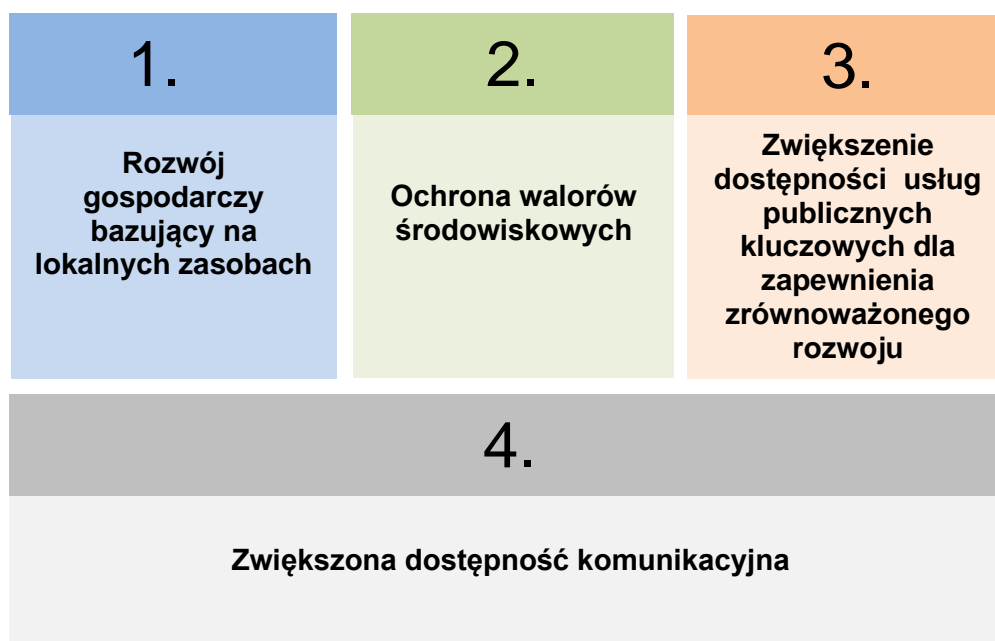 1.
Rozwój
gospodarczy
bazujący na
lokalnych zasobach
2.
Ochrona walorów
środowiskowych
3.
Zwiększenie
dostępności usług
publicznych
kluczowych dla
zapewnienia
zrównoważonego
rozwoju
4.
Zwiększona dostępność komunikacyjna